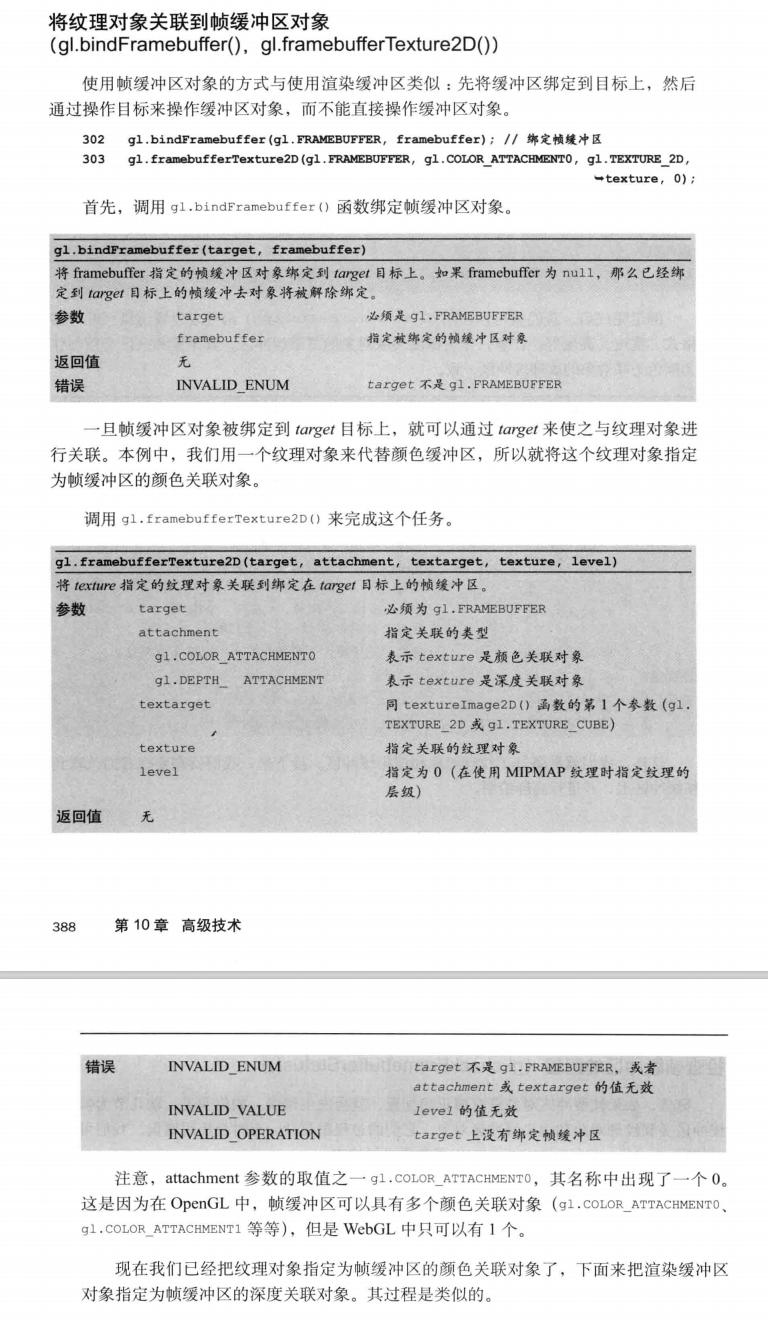 将纹理对象关联到帧缓冲区对象
(gl.bindFramebuffer(), gl.framebufferTexture2D())
使用帧缓冲区对象的方式与使用渲染缓冲区类似：先将缓冲区绑定到目标上，然后
通过操作目标来操作缓冲区对象，而不能直接操作缓冲区对象。
302 gl.bindFramebuffer(gl.FRAMEBUFFER, framebuffer); // 绑定帧缓冲区
303 gl.framebufferTexture2D(gl.FRAMEBUFFER, gl.COLOR_ATTACHMENT0, gl.TEXTURE_2D,
➥texture, 0);
首先，调用 gl.bindFramebuffer() 函数绑定帧缓冲区对象。
gl.bindFramebuffer(target, framebuffer)
将 framebuffer 指定的帧缓冲区对象绑定到 target 目标上。如果 framebuffer 为 null，那么已经绑
定到 target 目标上的帧缓冲去对象将被解除绑定。
参数 target 必须是 gl.FRAMEBUFFER
framebuffer 指定被绑定的帧缓冲区对象
返回值 无
错误 INVALID_ENUM target 不是 gl.FRAMEBUFFER
一旦帧缓冲区对象被绑定到 target 目标上，就可以通过 target 来使之与纹理对象进
行关联。本例中，我们用一个纹理对象来代替颜色缓冲区，所以就将这个纹理对象指定
为帧缓冲区的颜色关联对象。
调用 gl.framebufferTexture2D() 来完成这个任务。
gl.framebufferTexture2D(target, attachment, textarget, texture, level)
将 texture 指定的纹理对象关联到绑定在 target 目标上的帧缓冲区。
参数 target 必须为 gl.FRAMEBUFFER
attachment 指定关联的类型
gl.COLOR_ATTACHMENT0 表示 texture 是颜色关联对象
gl.DEPTH_ ATTACHMENT 表示 texture 是深度关联对象
textarget 同 textureImage2D() 函数的第 1 个参数 (gl.
TEXTURE_2D 或 gl.TEXTURE_CUBE)
texture 指定关联的纹理对象
level 指定为 0（在使用 MIPMAP 纹理时指定纹理的
层级）
返回值 无
388 第 10 章 高级技术
错误 INVALID_ENUM target 不是 gl.FRAMEBUFFER，或者
attachment 或 textarget 的值无效
INVALID_VALUE level 的值无效
INVALID_OPERATION target 上没有绑定帧缓冲区
注意，attachment 参数的取值之一 gl.COLOR_ATTACHMENT0，其名称中出现了一个 0。
这是因为在 OpenGL 中，帧缓冲区可以具有多个颜色关联对象（gl.COLOR_ATTACHMENT0、
gl.COLOR_ATTACHMENT1 等等），但是 WebGL 中只可以有 1 个。
现在我们已经把纹理对象指定为帧缓冲区的颜色关联对象了，下面来把渲染缓冲区
对象指定为帧缓冲区的深度关联对象。其过程是类似的。